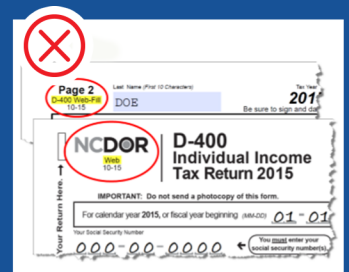 Page 2
D-400 Web-Fill
10-15
Last Name (First 10 Characters)
DOE
Tax Year
201
Be sure to sign and da
NCDOR
Web
10-15
D-400
Individual Income
Tax Return 2015
IMPORTANT: Do not send a photocopy of this form.
For calendar year 2015, or fiscal year beginning (MM-DD) 01 - 01
Your Social Security Number
000-00-0000
You must enter your
social security number(s)
Your Return Here.